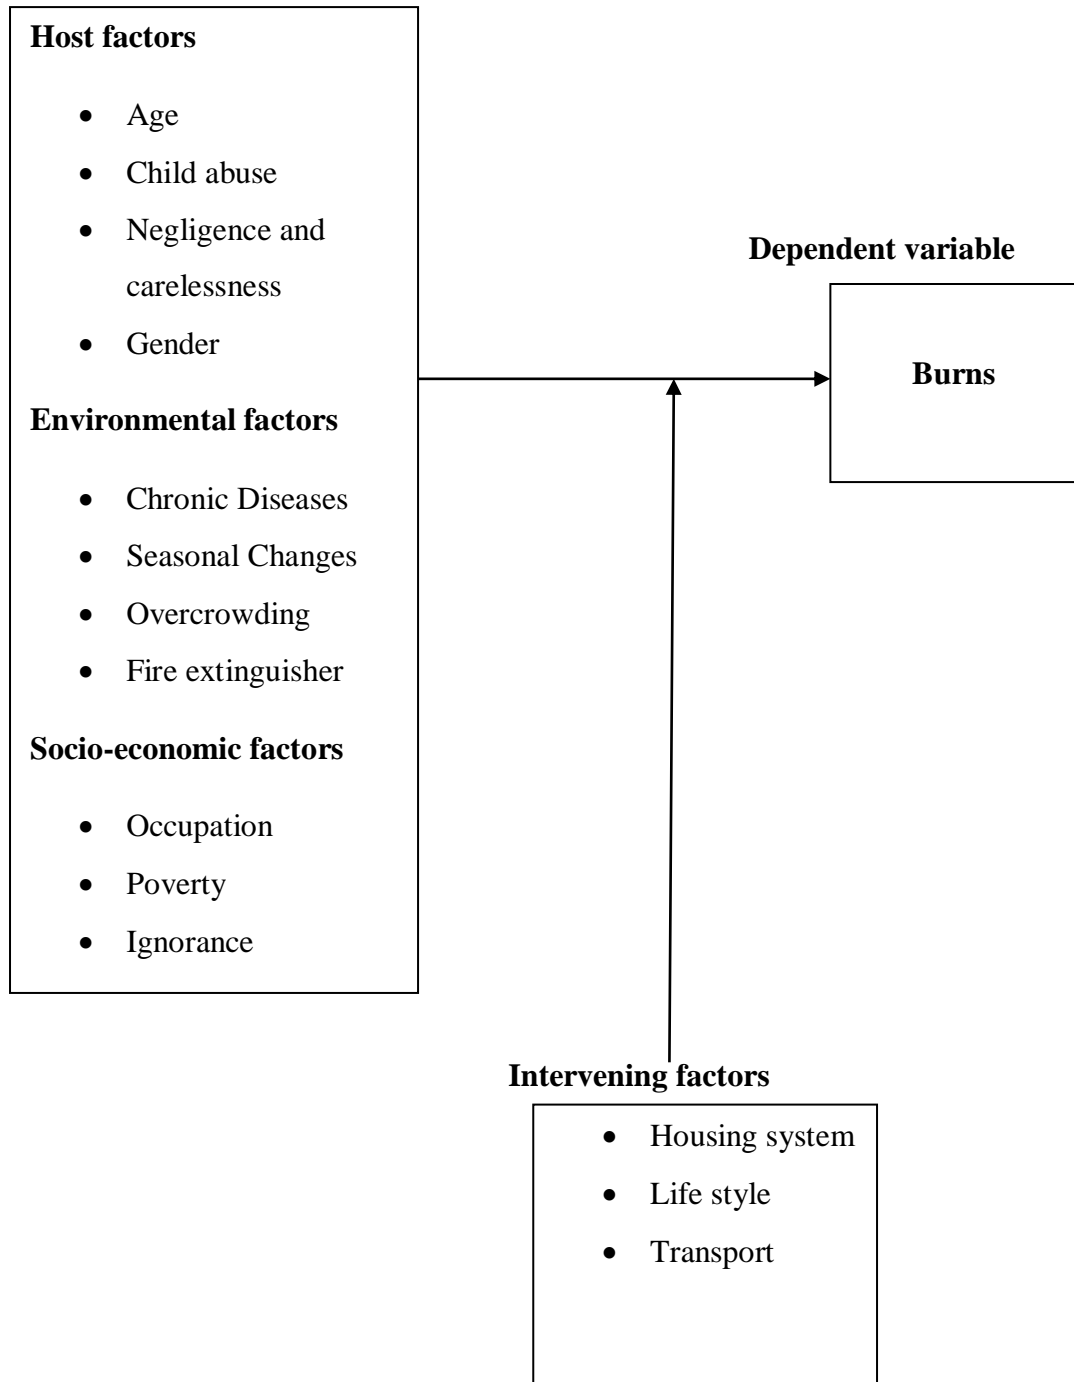 Host factors
• Age
• Child abuse
• Negligence and
carelessness
• Gender
Environmental factors
• Chronic Diseases
• Seasonal Changes
• Overcrowding
• Fire extinguisher
Socio-economic factors
• Occupation
• Poverty
• Ignorance
Dependent variable
Burns
Intervening factors
• Housing system
• Life style
• Transport